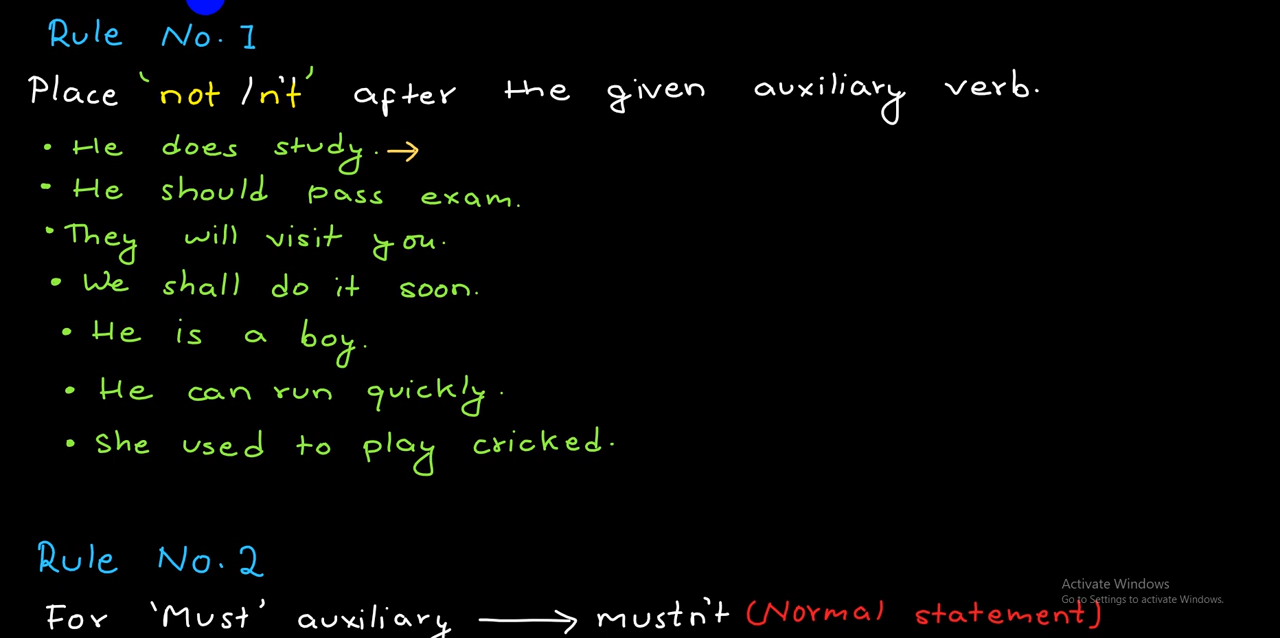 Rule No. 1
Place 'not /n't' after the given auxiliary verb.
• He does study. →
• He should pass exam.
• They will visit you.
• We shall do it soon.
• He is a boy.
• He can run quickly.
• She used to play cricked.
Rule No. 2
Activate Windows
Go to Settings to activate Windows.
For 'Must' auxiliary → mustn't (Normal statement)